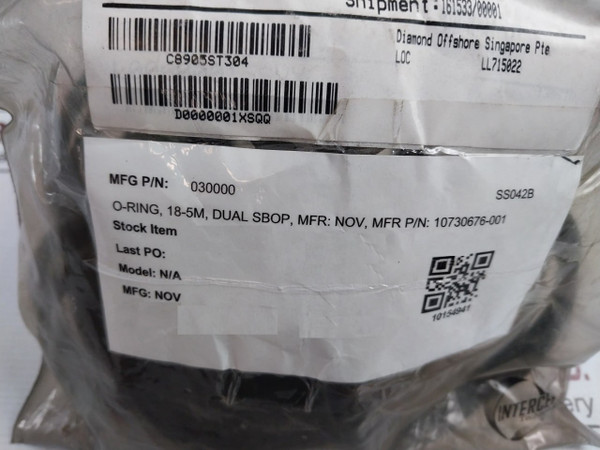 Shipment: 161533/00001
C8905ST304
Diamond Offshore Singapore Pte
LOC LL715022
D0000001XSQQ
MFG P/N: 030000
SS042B
O-RING, 18-5M, DUAL SBOP, MFR: NOV, MFR P/N: 10730676-001
Stock Item
Last PO:
Model: N/A
MFG: NOV
10154941